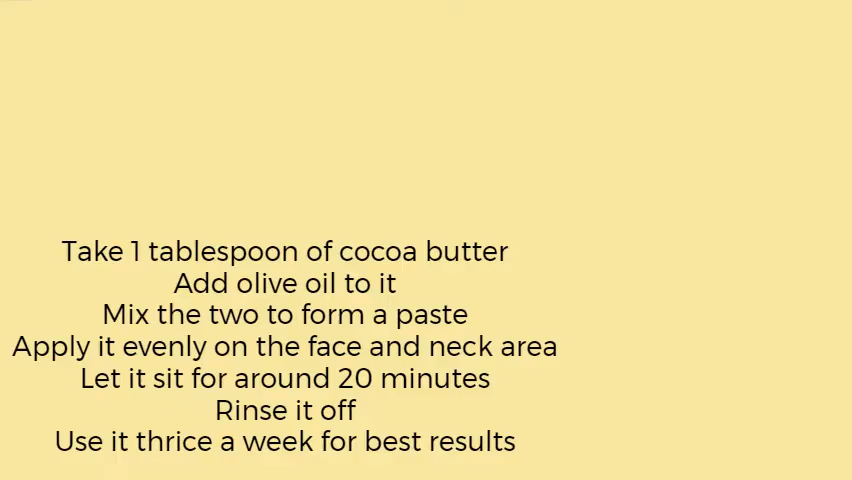 Take 1 tablespoon of cocoa butter
Add olive oil to it
Mix the two to form a paste
Apply it evenly on the face and neck area
Let it sit for around 20 minutes
Rinse it off
Use it thrice a week for best results